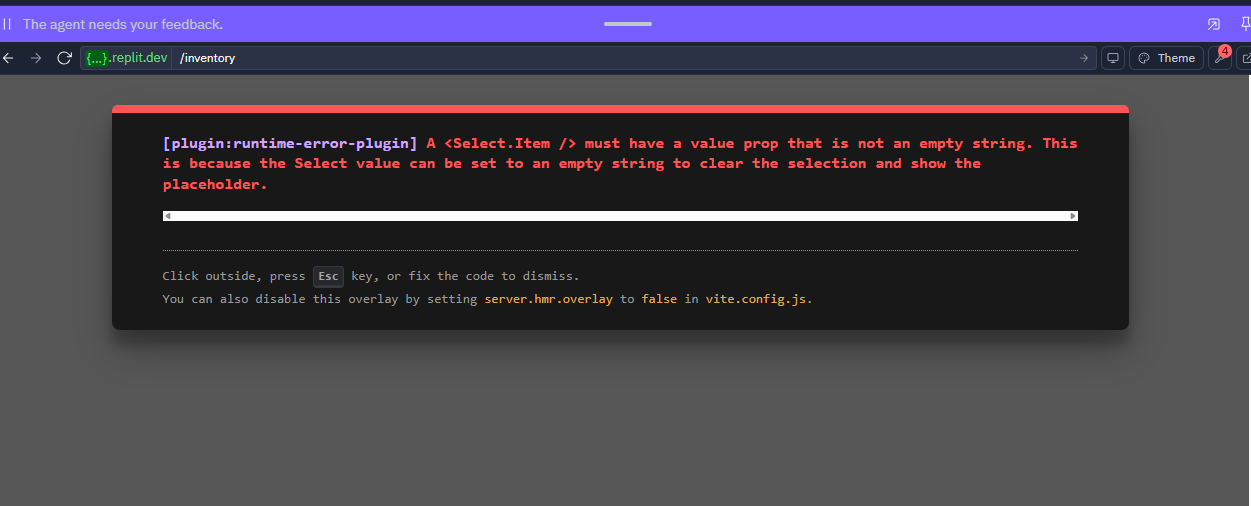 The agent needs your feedback.
{...}.replit.dev /inventory
Theme
4
[plugin:runtime-error-plugin] A <Select.Item /> must have a value prop that is not an empty string. This
is because the Select value can be set to an empty string to clear the selection and show the
placeholder.
Click outside, press Esc key, or fix the code to dismiss.
You can also disable this overlay by setting server.hmr.overlay to false in vite.config.js.